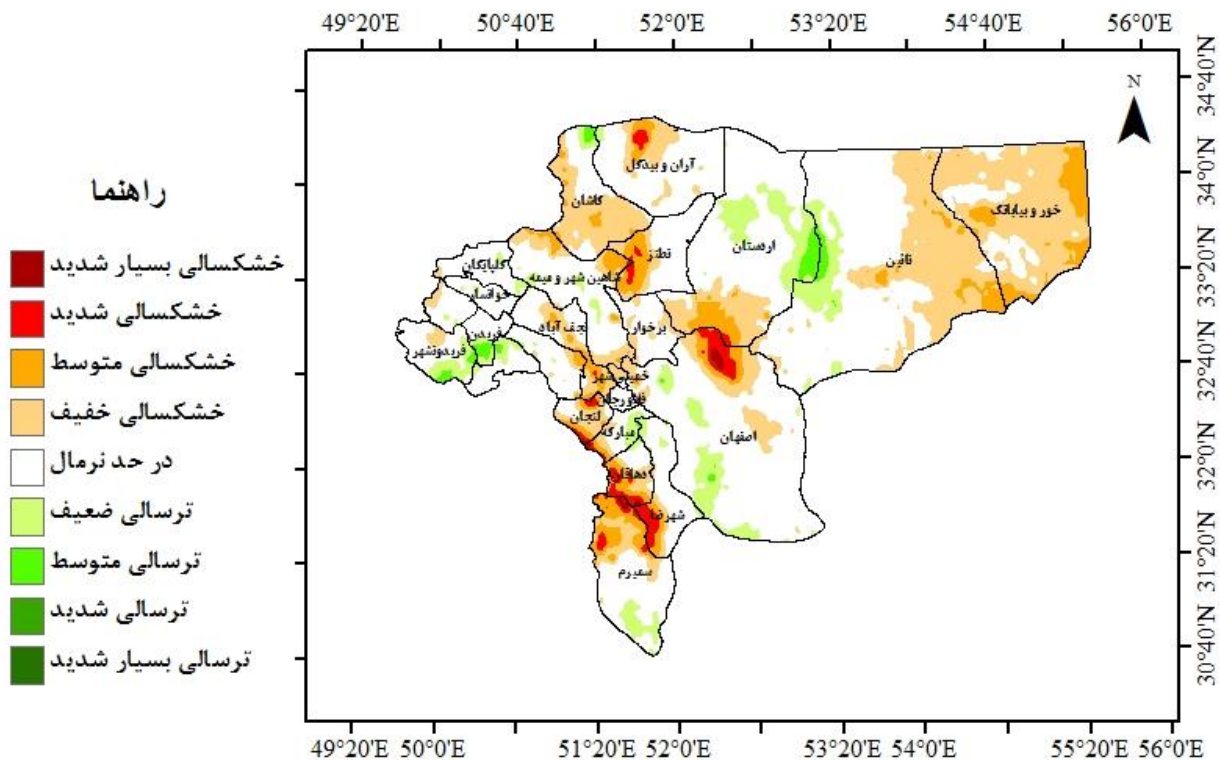 49°20'E 50°40'E 52°0'E 53°20'E 54°40'E 56°0'E
راهنما
خشکسالی بسیار شدید
خشکسالی شدید
خشکسالی متوسط
خشکسالی خفیف
در حد نرمال
ترسالی ضعیف
ترسالی متوسط
ترسالی شدید
ترسالی بسیار شدید
N
آران و بیدگل
کاشان
خور و بیابانک
اردستان
نطنز
نائین
گلپایگان
شاهین شهر و میمه
خوانسار
برخوار
نجف آباد
فریدن
فریدونشهر
خمینی شهر
فلاورجان
لنجان
مبارکه
اصفهان
دهاقان
شهرضا
سمیرم
34°40'N
34°0'N
33°20'N
32°40'N
32°0'N
31°20'N
30°40'N
49°20'E 50°0'E 51°20'E 52°0'E 53°20'E 54°0'E 55°20'E 56°0'E